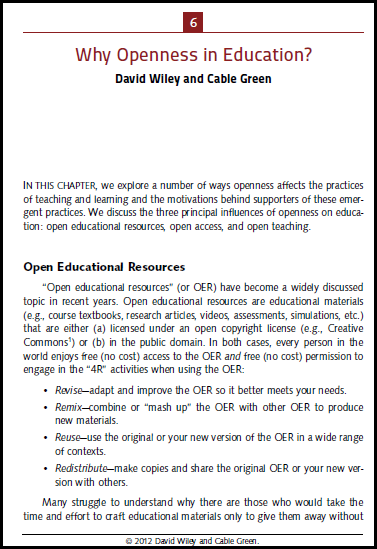 6
Why Openness in Education?
David Wiley and Cable Green
IN THIS CHAPTER, we explore a number of ways openness affects the practices
of teaching and learning and the motivations behind supporters of these emer-
gent practices. We discuss the three principal influences of openness on educa-
tion: open educational resources, open access, and open teaching.
Open Educational Resources
“Open educational resources” (or OER) have become a widely discussed
topic in recent years. Open educational resources are educational materials
(e.g., course textbooks, research articles, videos, assessments, simulations, etc.)
that are either (a) licensed under an open copyright license (e.g., Creative
Commons¹) or (b) in the public domain. In both cases, every person in the
world enjoys free (no cost) access to the OER and free (no cost) permission to
engage in the “4R” activities when using the OER:
• Revise—adapt and improve the OER so it better meets your needs.
• Remix—combine or “mash up” the OER with other OER to produce
new materials.
• Reuse—use the original or your new version of the OER in a wide range
of contexts.
• Redistribute—make copies and share the original OER or your new ver-
sion with others.
Many struggle to understand why there are those who would take the
time and effort to craft educational materials only to give them away without
© 2012 David Wiley and Cable Green.